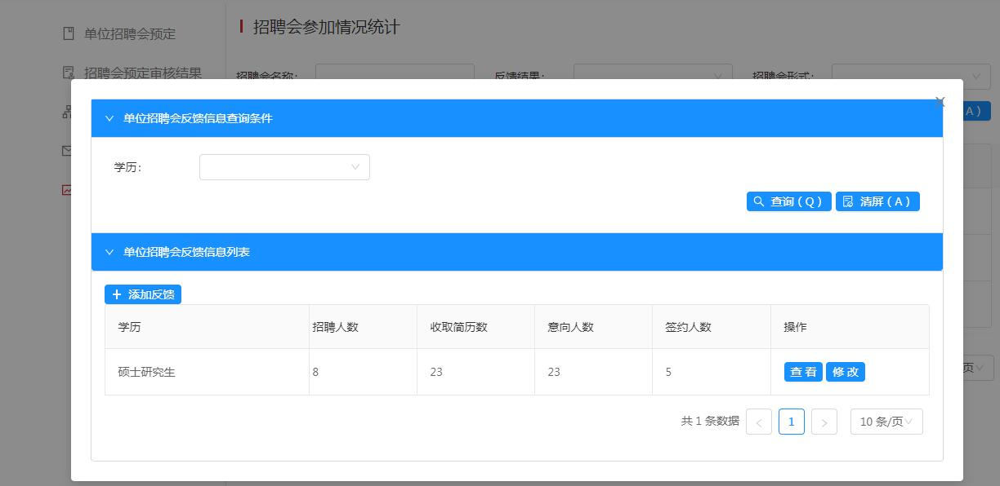 单位招聘会预定
招聘会参加情况统计
招聘会预定审核结果
招聘会名称： 反馈结果： 招聘会形式：
A )
单位招聘会反馈信息查询条件
学历：
查询 ( Q ) 清屏 ( A )
单位招聘会反馈信息列表
添加反馈
学历 招聘人数 收取简历数 意向人数 签约人数 操作
硕士研究生 8 23 23 5 查 看 修 改
页
共 1 条数据 < 1 > 10 条/页